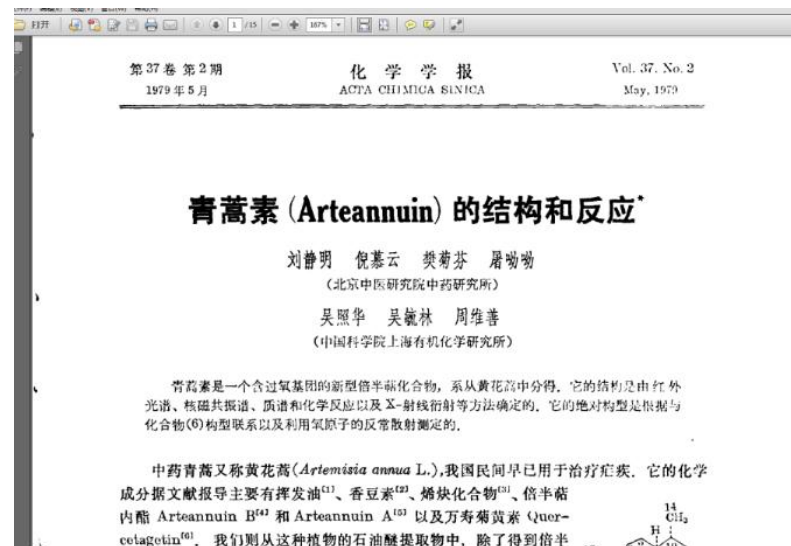 打开 1 /15 167%
第37卷 第2期 化 学 学 报 Vol. 37, No. 2
1979年5月 ACTA CHIMICA SINICA May, 1979
青蒿素 (Arteannuin) 的结构和反应*
刘静明 倪慕云 樊菊芬 屠呦呦
(北京中医研究院中药研究所)
吴照华 吴毓林 周维善
(中国科学院上海有机化学研究所)
青蒿素是一个含过氧基团的新型倍半萜化合物, 系从黄花蒿中分得. 它的结构是由红外
光谱、核磁共振谱、质谱和化学反应以及 X-射线衍射等方法确定的. 它的绝对构型是根据与
化合物(6)构型联系以及利用氧原子的反常散射测定的.
中药青蒿又称黄花蒿(Artemisia annua L.),我国民间早已用于治疗疟疾. 它的化学
成分据文献报导主要有挥发油[1]、香豆素[2]、烯炔化合物[3]、倍半萜
内酯 Arteannuin B[4] 和 Arteannuin A[5] 以及万寿菊黄素 (Quer-
cetagetin[6]. 我们则从这种植物的石油醚提取物中, 除了得到倍半
14
CH3
H
10